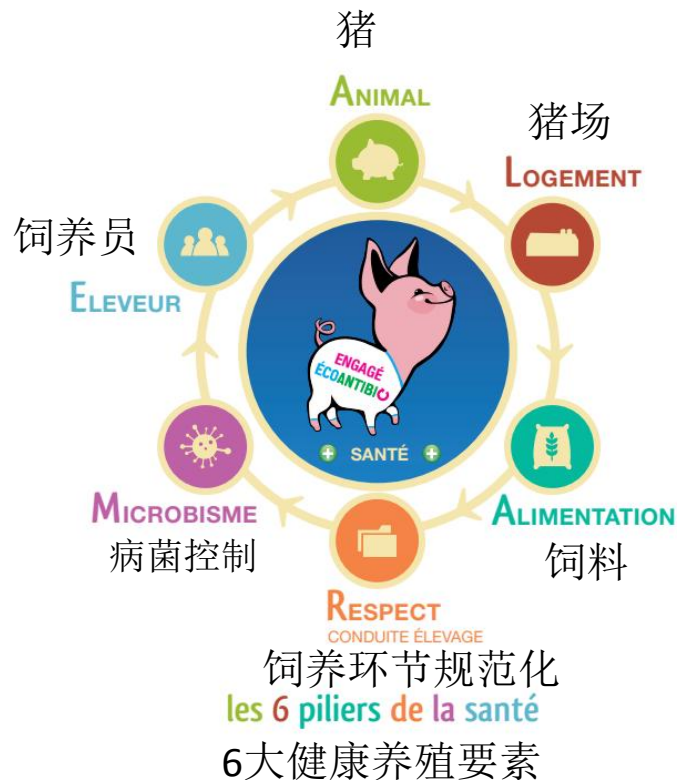 猪
ANIMAL
猪场
LOGEMENT
饲养员
ELEVEUR
ENGAGÉ
ÉCOANTIBIO
SANTÉ
MICROBISME
病菌控制
ALIMENTATION
饲料
RESPECT
CONDUITE ÉLEVAGE
饲养环节规范化
les 6 piliers de la santé
6大健康养殖要素